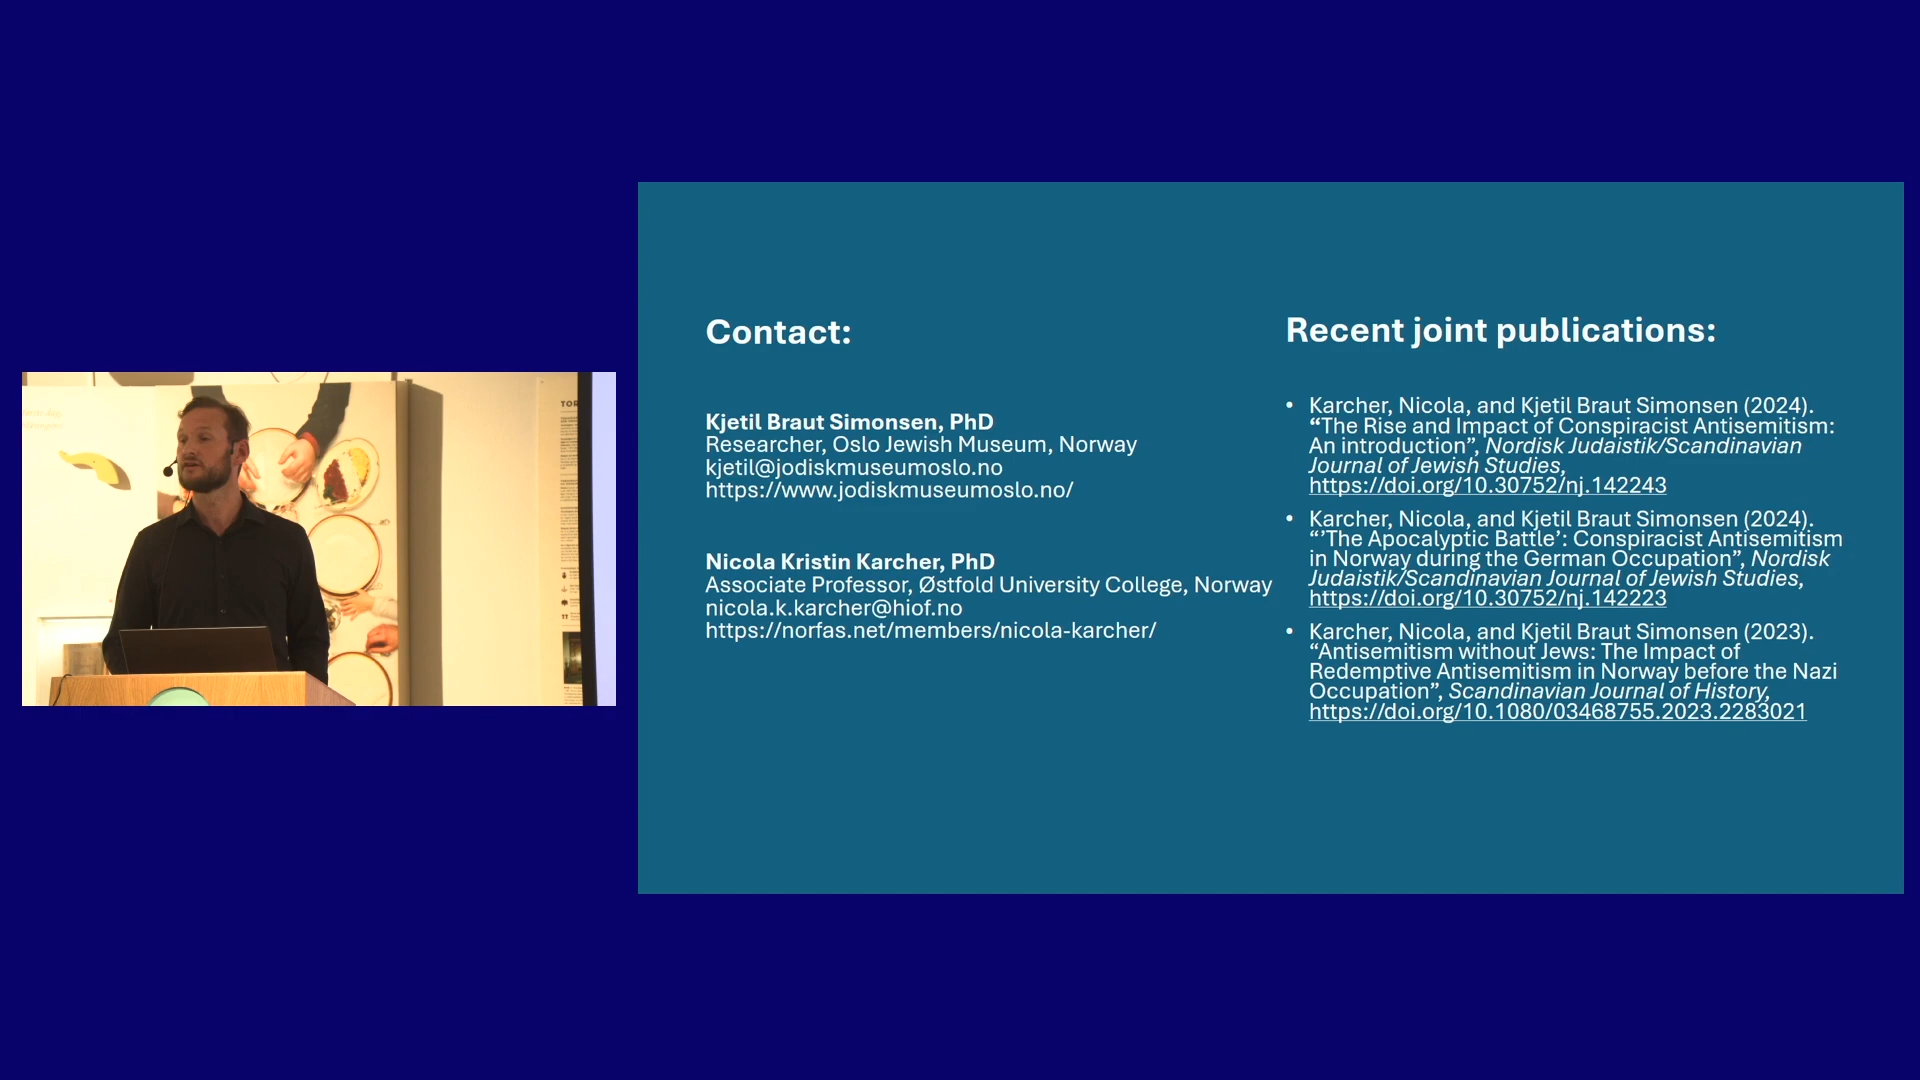 Contact:
Kjetil Braut Simonsen, PhD
Researcher, Oslo Jewish Museum, Norway
kjetil@jodiskmuseumoslo.no
https://www.jodiskmuseumoslo.no/
Nicola Kristin Karcher, PhD
Associate Professor, Østfold University College, Norway
nicola.k.karcher@hiof.no
https://norfas.net/members/nicola-karcher/
Recent joint publications:
• Karcher, Nicola, and Kjetil Braut Simonsen (2024).
“The Rise and Impact of Conspiracist Antisemitism:
An introduction”, Nordisk Judaistik/Scandinavian
Journal of Jewish Studies,
https://doi.org/10.30752/nj.142243
• Karcher, Nicola, and Kjetil Braut Simonsen (2024).
“’The Apocalyptic Battle’: Conspiracist Antisemitism
in Norway during the German Occupation”, Nordisk
Judaistik/Scandinavian Journal of Jewish Studies,
https://doi.org/10.30752/nj.142223
• Karcher, Nicola, and Kjetil Braut Simonsen (2023).
“Antisemitism without Jews: The Impact of
Redemptive Antisemitism in Norway before the Nazi
Occupation”, Scandinavian Journal of History,
https://doi.org/10.1080/03468755.2023.2283021